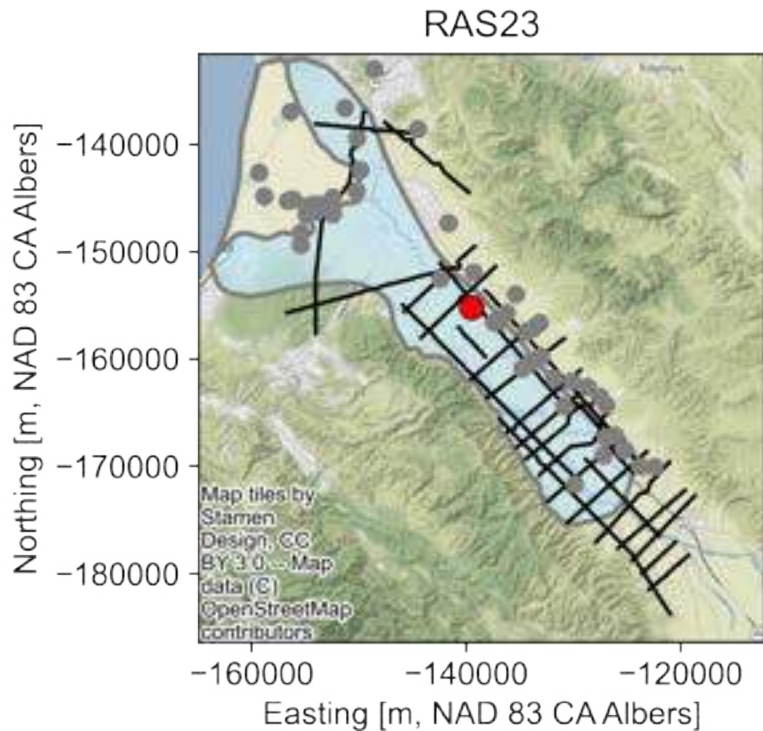 RAS23
Northing [m, NAD 83 CA Albers]
−140000
−150000
−160000
−170000
−180000
Map tiles by
Stamen
Design, CC
BY 3.0 -- Map
data (C)
OpenStreetMap
contributors
−160000
−140000
−120000
Easting [m, NAD 83 CA Albers]